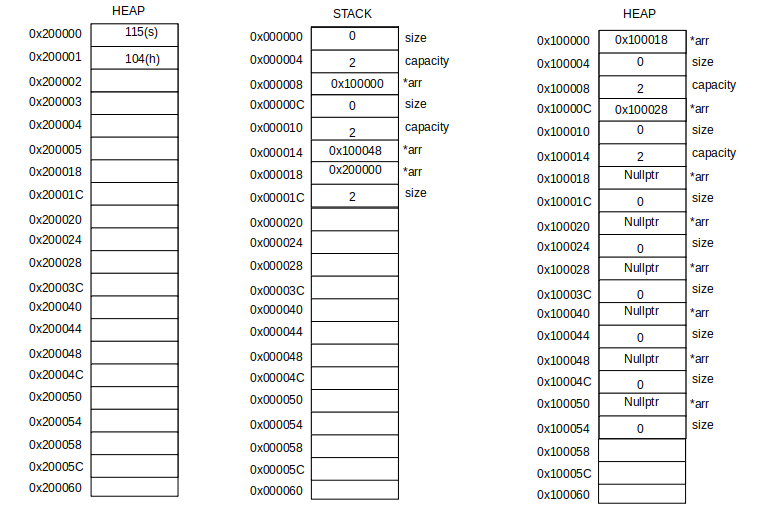 HEAP
0x200000 115(s)
0x200001 104(h)
0x200002
0x200003
0x200004
0x200005
0x200018
0x20001C
0x200020
0x200024
0x200028
0x20003C
0x200040
0x200044
0x200048
0x20004C
0x200050
0x200054
0x200058
0x20005C
0x200060
STACK
0x000000 0 size
0x000004 2 capacity
0x000008 0x100000 *arr
0x00000C 0 size
0x000010 2 capacity
0x000014 0x100048 *arr
0x000018 0x200000 *arr
0x00001C 2 size
0x000020
0x000024
0x000028
0x00003C
0x000040
0x000044
0x000048
0x00004C
0x000050
0x000054
0x000058
0x00005C
0x000060
HEAP
0x100000 0x100018 *arr
0x100004 0 size
0x100008 2 capacity
0x10000C 0x100028 *arr
0x100010 0 size
0x100014 2 capacity
0x100018 Nullptr *arr
0x10001C 0 size
0x100020 Nullptr *arr
0x100024 0 size
0x100028 Nullptr *arr
0x10003C 0 size
0x100040 Nullptr *arr
0x100044 0 size
0x100048 Nullptr *arr
0x10004C 0 size
0x100050 Nullptr *arr
0x100054 0 size
0x100058
0x10005C
0x100060